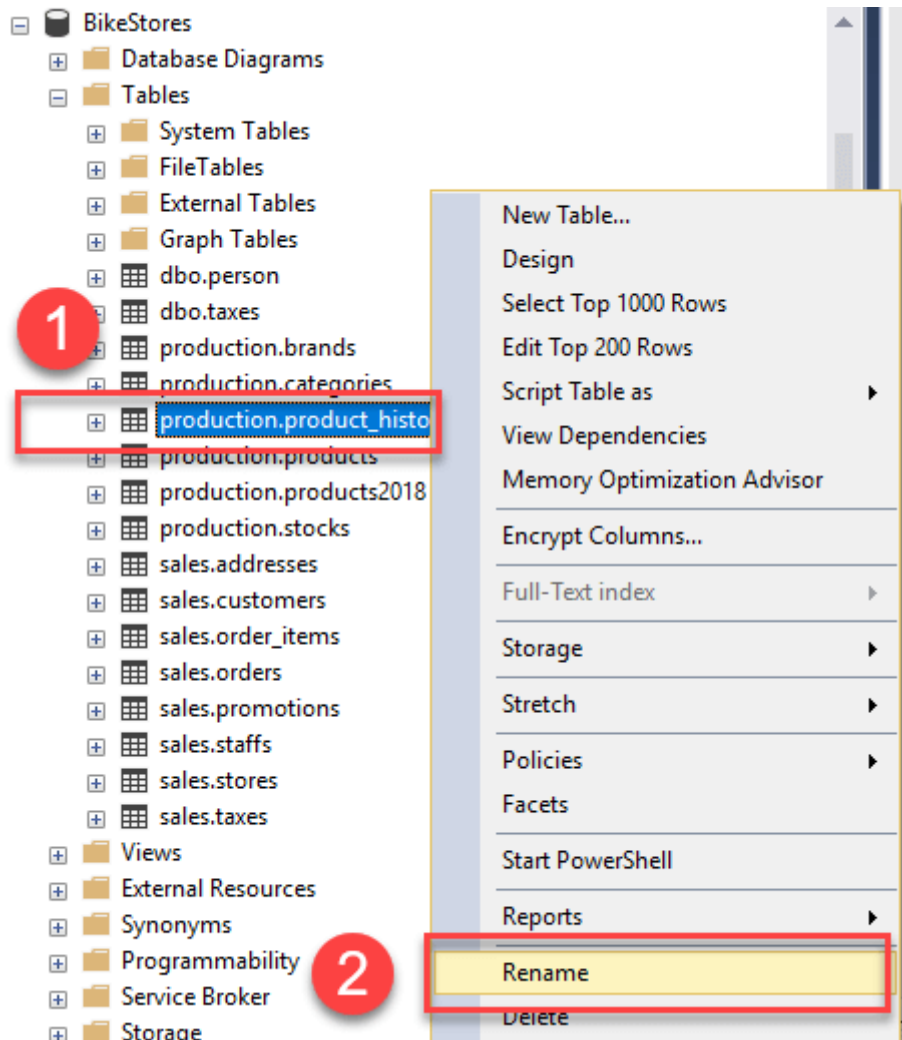 BikeStores
Database Diagrams
Tables
System Tables
FileTables
External Tables
Graph Tables
dbo.person
dbo.taxes
production.brands
production.categories
production.product_histo
production.products
production.products2018
production.stocks
sales.addresses
sales.customers
sales.order_items
sales.orders
sales.promotions
sales.staffs
sales.stores
sales.taxes
Views
External Resources
Synonyms
Programmability
Service Broker
Storage
1
New Table...
Design
Select Top 1000 Rows
Edit Top 200 Rows
Script Table as
View Dependencies
Memory Optimization Advisor
Encrypt Columns...
Full-Text index
Storage
Stretch
Policies
Facets
Start PowerShell
Reports
2
Rename
Delete